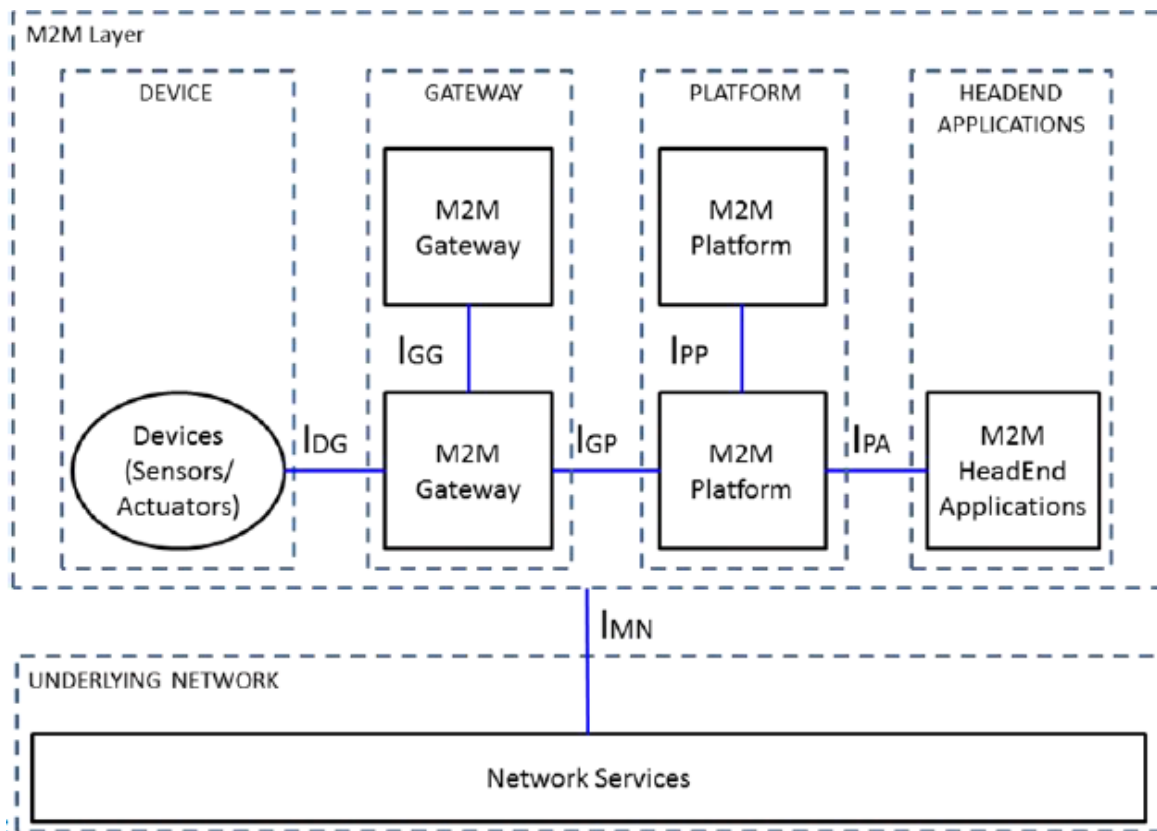 M2M Layer
DEVICE
GATEWAY
PLATFORM
HEADEND
APPLICATIONS
M2M
Gateway
M2M
Platform
IGG
IPP
Devices
(Sensors/
Actuators)
IDG
M2M
Gateway
IGP
M2M
Platform
IPA
M2M
HeadEnd
Applications
IMN
UNDERLYING NETWORK
Network Services